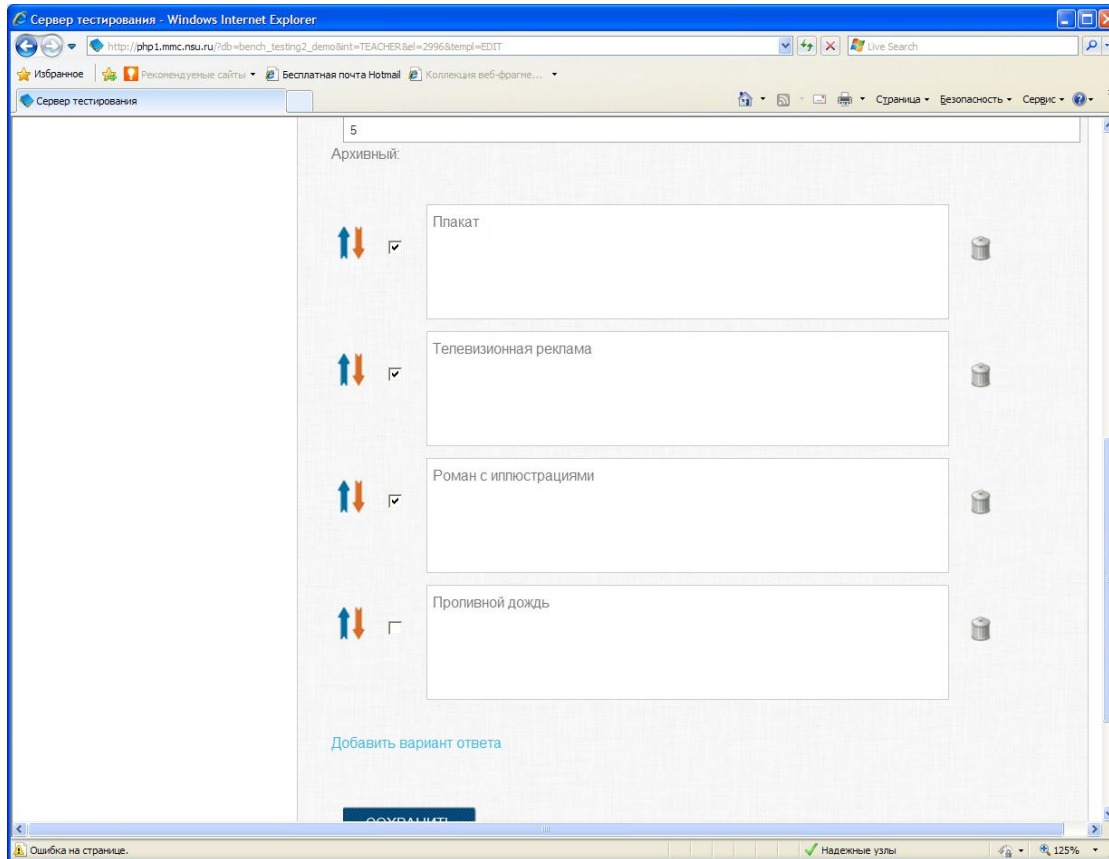 Сервер тестирования - Windows Internet Explorer
http://php1.mmc.nsu.ru/?db=bench_testing2_demo&int=TEACHER&el=2996&templ=EDIT
Live Search
Избранное
Рекомендуемые сайты
Бесплатная почта Hotmail
Коллекция веб-фрагме...
Сервер тестирования
Страница
Безопасность
Сервис
5
Архивный:
Плакат
Телевизионная реклама
Роман с иллюстрациями
Проливной дождь
Добавить вариант ответа
СОХРАНИТЬ
Ошибка на странице.
Надежные узлы
125%